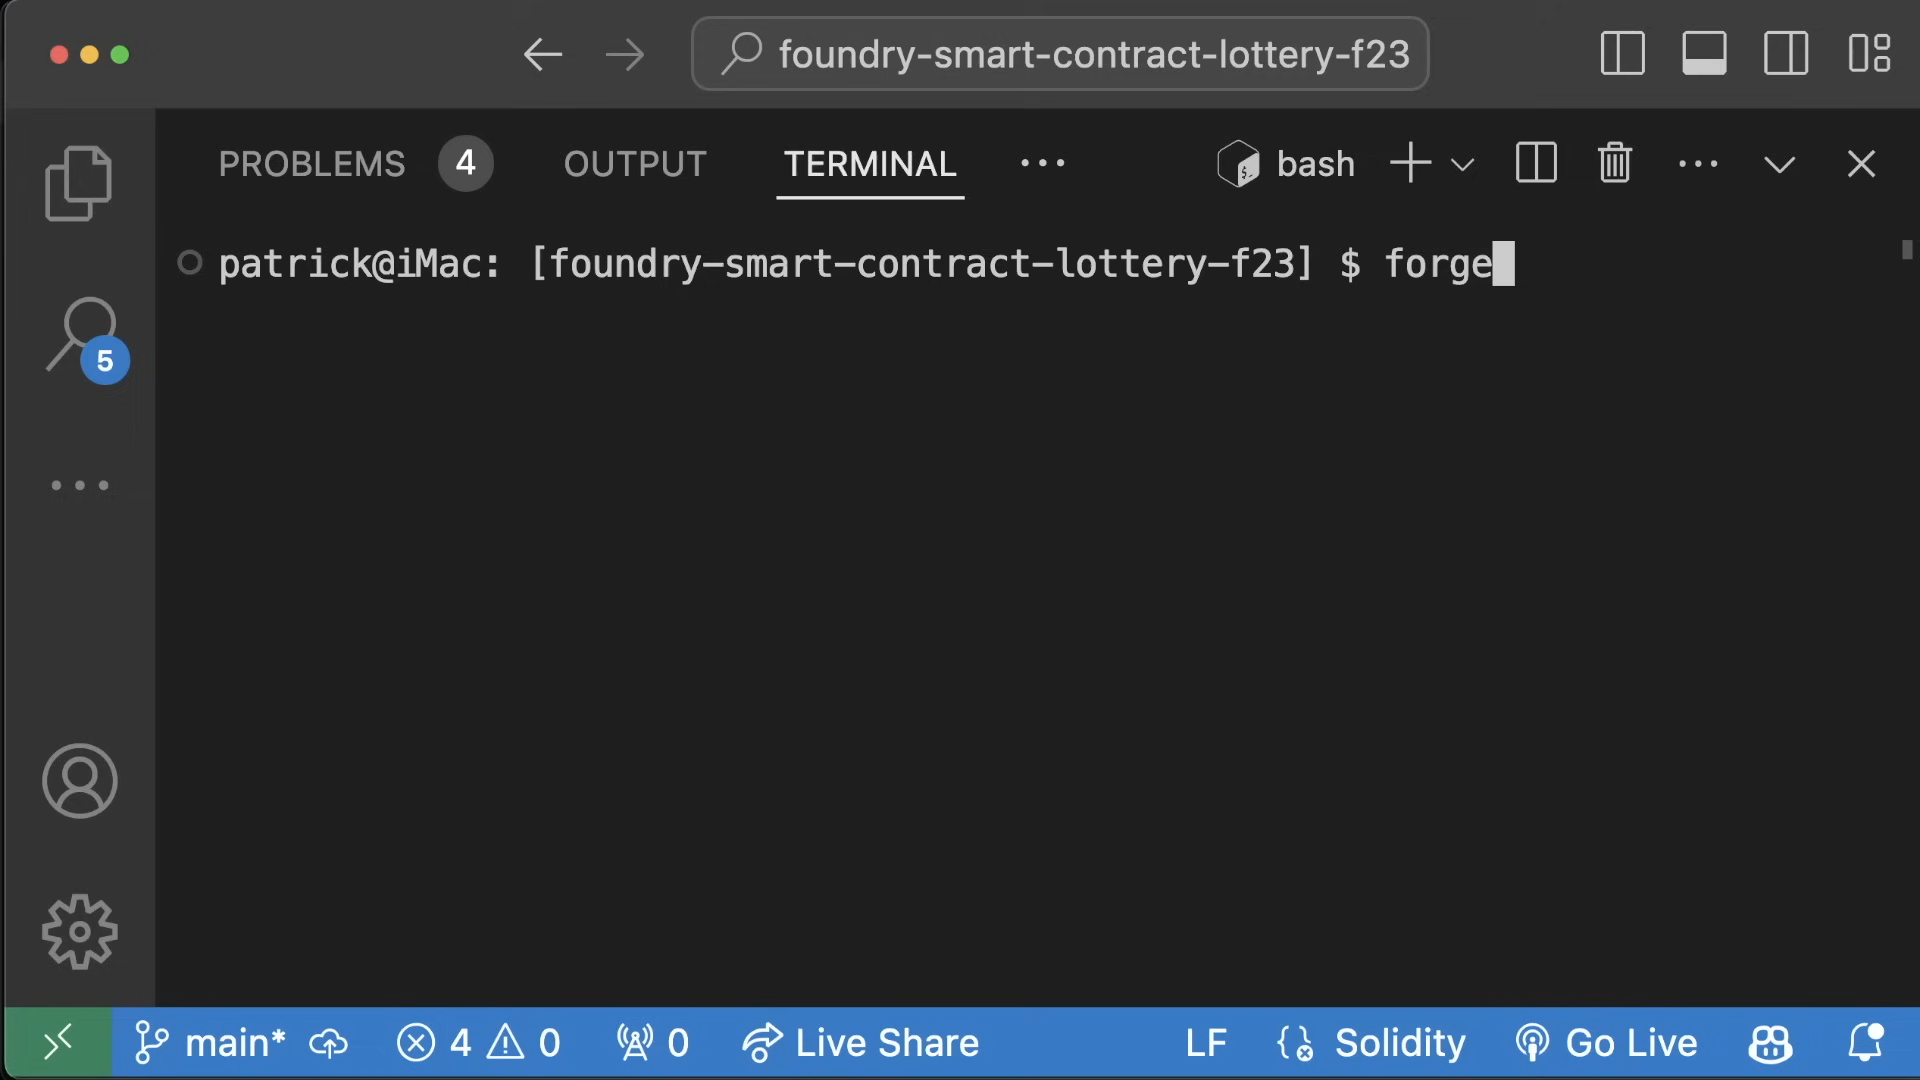 foundry-smart-contract-lottery-f23
PROBLEMS 4 OUTPUT TERMINAL ... bash
patrick@iMac: [foundry-smart-contract-lottery-f23] $ forge
5
main* 4 0 0 Live Share LF Solidity Go Live